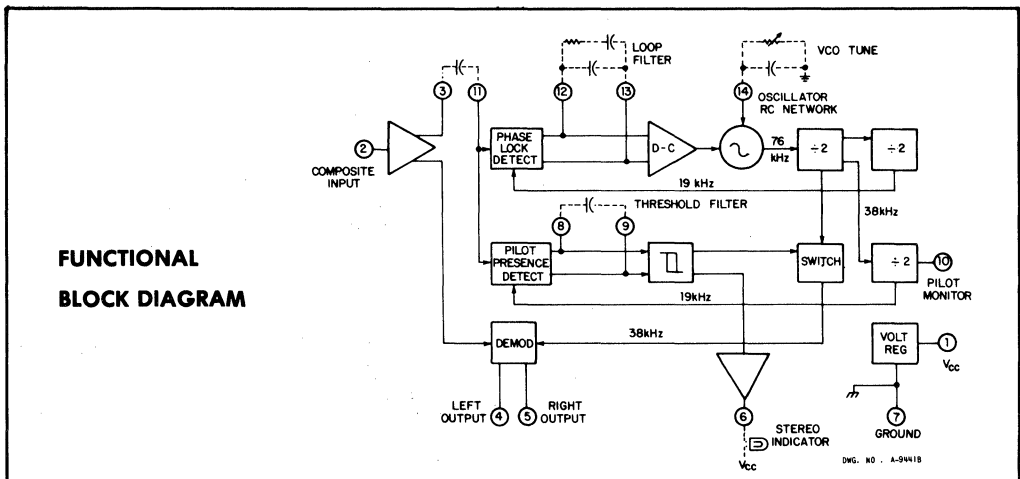 FUNCTIONAL
BLOCK DIAGRAM
LOOP
FILTER
VCO TUNE
3
11
12
13
14
OSCILLATOR
RC NETWORK
2
COMPOSITE
INPUT
PHASE
LOCK
DETECT
D-C
76
kHz
÷2
÷2
19 kHz
38kHz
THRESHOLD FILTER
8
9
PILOT
PRESENCE
DETECT
SWITCH
÷2
10
PILOT
MONITOR
19kHz
38kHz
DEMOD
VOLT
REG
1
Vcc
LEFT
OUTPUT
4
5
RIGHT
OUTPUT
6
STEREO
INDICATOR
Vcc
7
GROUND
DWG. NO. A-9441B